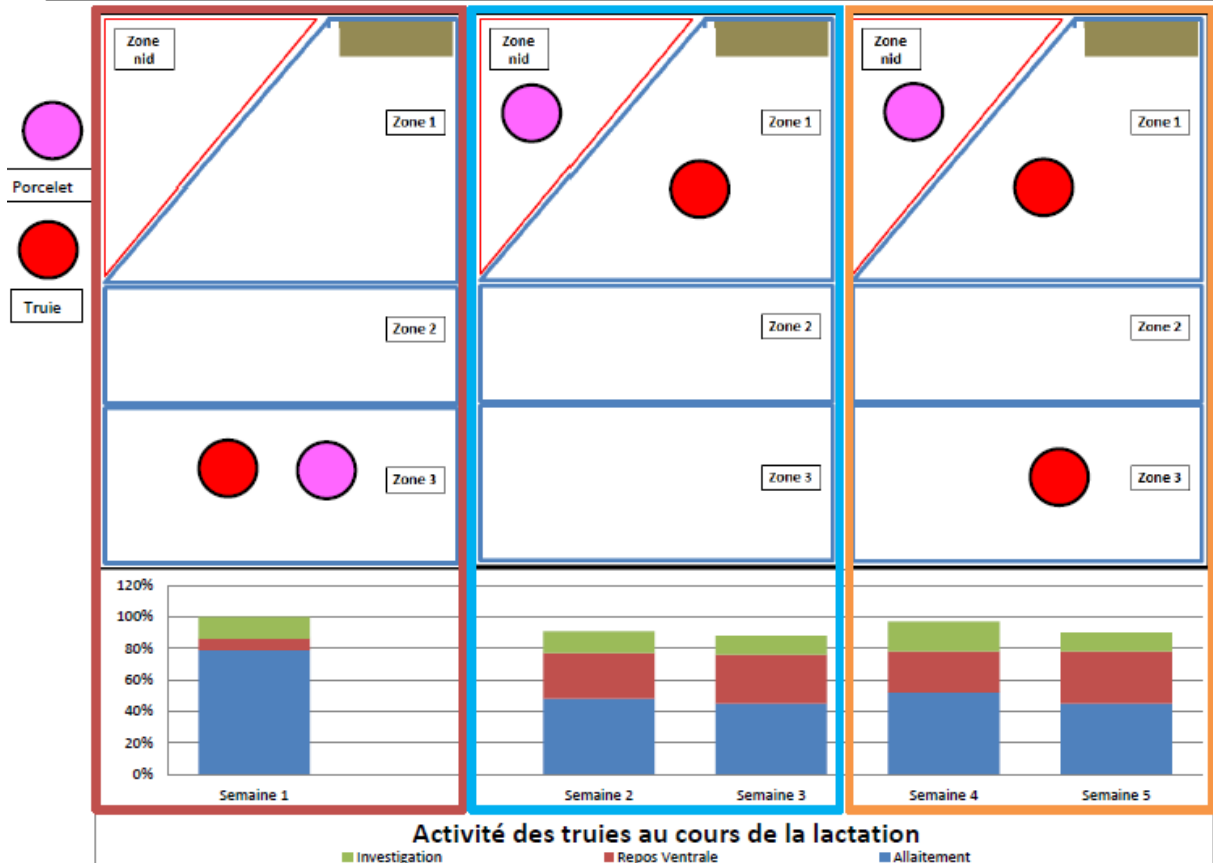 Zone
nid
Zone 1
Zone 2
Zone 3
Zone
nid
Zone 1
Zone 2
Zone 3
Zone
nid
Zone 1
Zone 2
Zone 3
Porcelet
Truie
120%
100%
80%
60%
40%
20%
0%
Semaine 1
Semaine 2
Semaine 3
Semaine 4
Semaine 5
Activité des truies au cours de la lactation
Investigation
Repos Ventrale
Allaitement